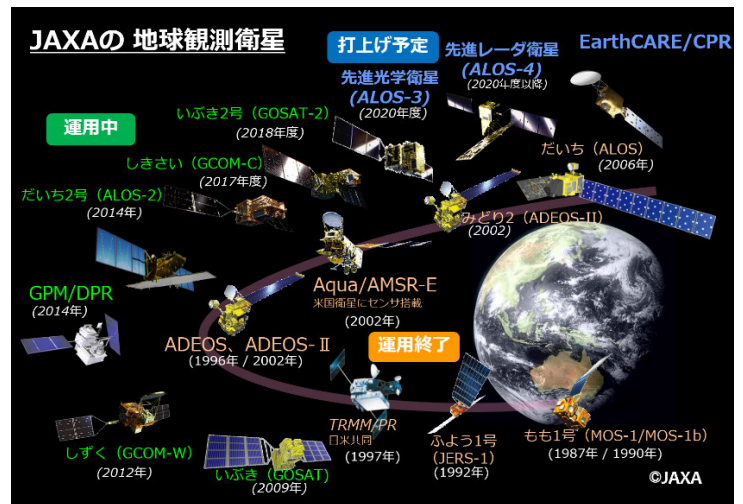 JAXAの 地球観測衛星
打上げ予定
先進レーダ衛星
(ALOS-4)
(2020年度以降)
EarthCARE/CPR
先進光学衛星
(ALOS-3)
(2020年度)
いぶき2号（GOSAT-2）
(2018年度)
運用中
だいち（ALOS）
(2006年)
しきさい（GCOM-C）
(2017年度)
だいち2号（ALOS-2）
(2014年)
みどり2（ADEOS-II）
(2002)
Aqua/AMSR-E
米国衛星にセンサ搭載
(2002年)
GPM/DPR
(2014年)
ADEOS、ADEOS-Ⅱ
(1996年 / 2002年)
運用終了
TRMM/PR
日米共同
(1997年)
ふよう1号
(JERS-1)
(1992年)
もも1号（MOS-1/MOS-1b）
(1987年 / 1990年)
しずく（GCOM-W）
(2012年)
いぶき（GOSAT)
(2009年)
©JAXA